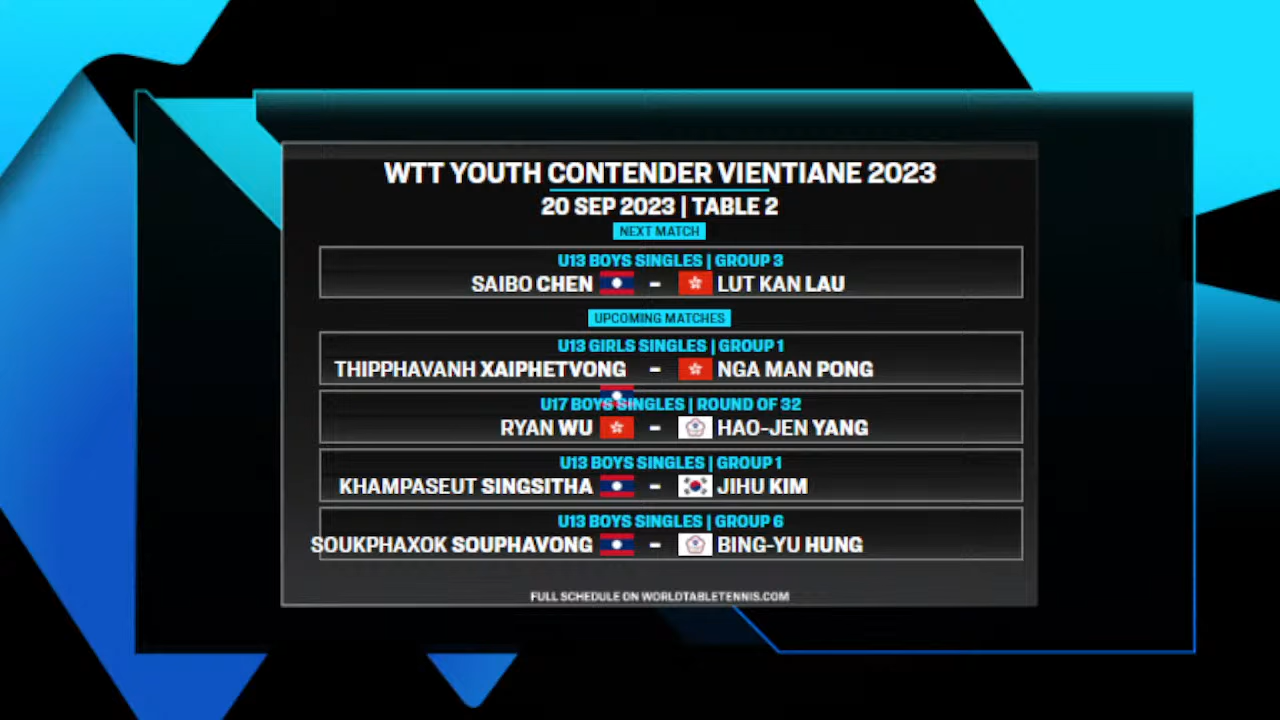 WTT YOUTH CONTENDER VIENTIANE 2023
20 SEP 2023 | TABLE 2
NEXT MATCH
U13 BOYS SINGLES | GROUP 3
SAIBO CHEN - LUT KAN LAU
UPCOMING MATCHES
U13 GIRLS SINGLES | GROUP 1
THIPPHAVANH XAIPHETVONG - NGA MAN PONG
U17 BOYS SINGLES | ROUND OF 32
RYAN WU - HAO-JEN YANG
U13 BOYS SINGLES | GROUP 1
KHAMPASEUT SINGSITHA - JIHU KIM
U13 BOYS SINGLES | GROUP 6
SOUKPHAXOK SOUPHAVONG - BING-YU HUNG
FULL SCHEDULE ON WORLDTABLETENNIS.COM